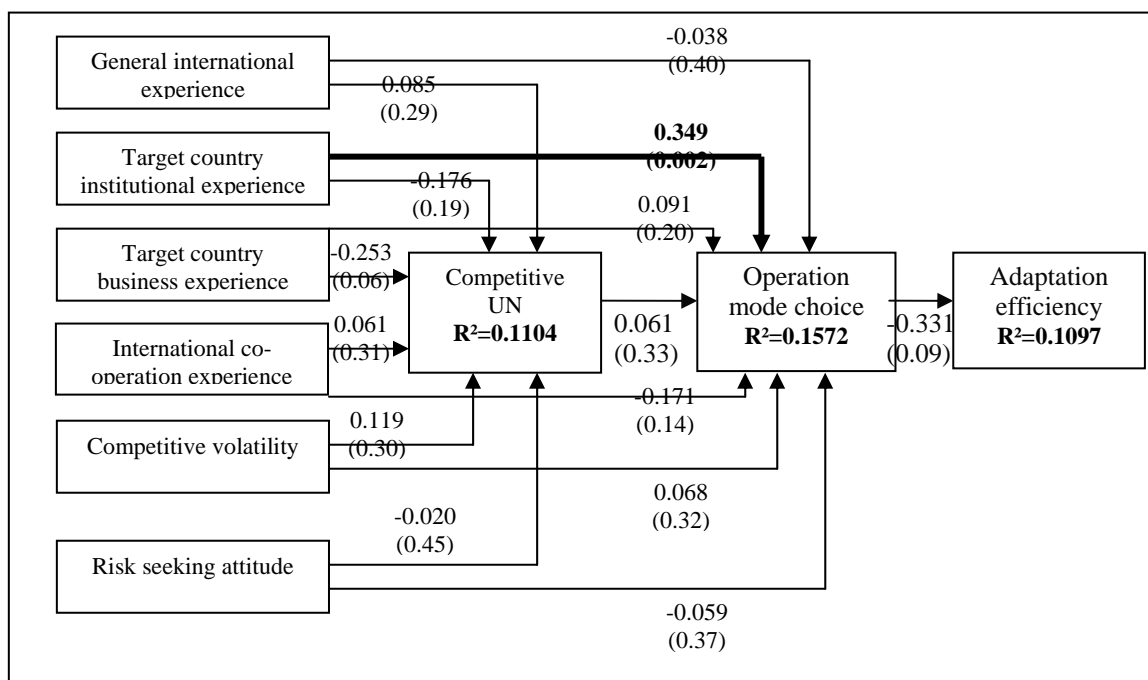 General international
experience
-0.038
(0.40)
0.085
(0.29)
Target country
institutional experience
0.349
(0.002)
-0.176
(0.19)
Target country
business experience
0.091
(0.20)
-0.253
(0.06)
International co-
operation experience
0.061
(0.31)
Competitive
UN
R²=0.1104
0.061
(0.33)
Operation
mode choice
R²=0.1572
-0.331
(0.09)
Adaptation
efficiency
R²=0.1097
-0.171
(0.14)
Competitive volatility
0.119
(0.30)
0.068
(0.32)
Risk seeking attitude
-0.020
(0.45)
-0.059
(0.37)